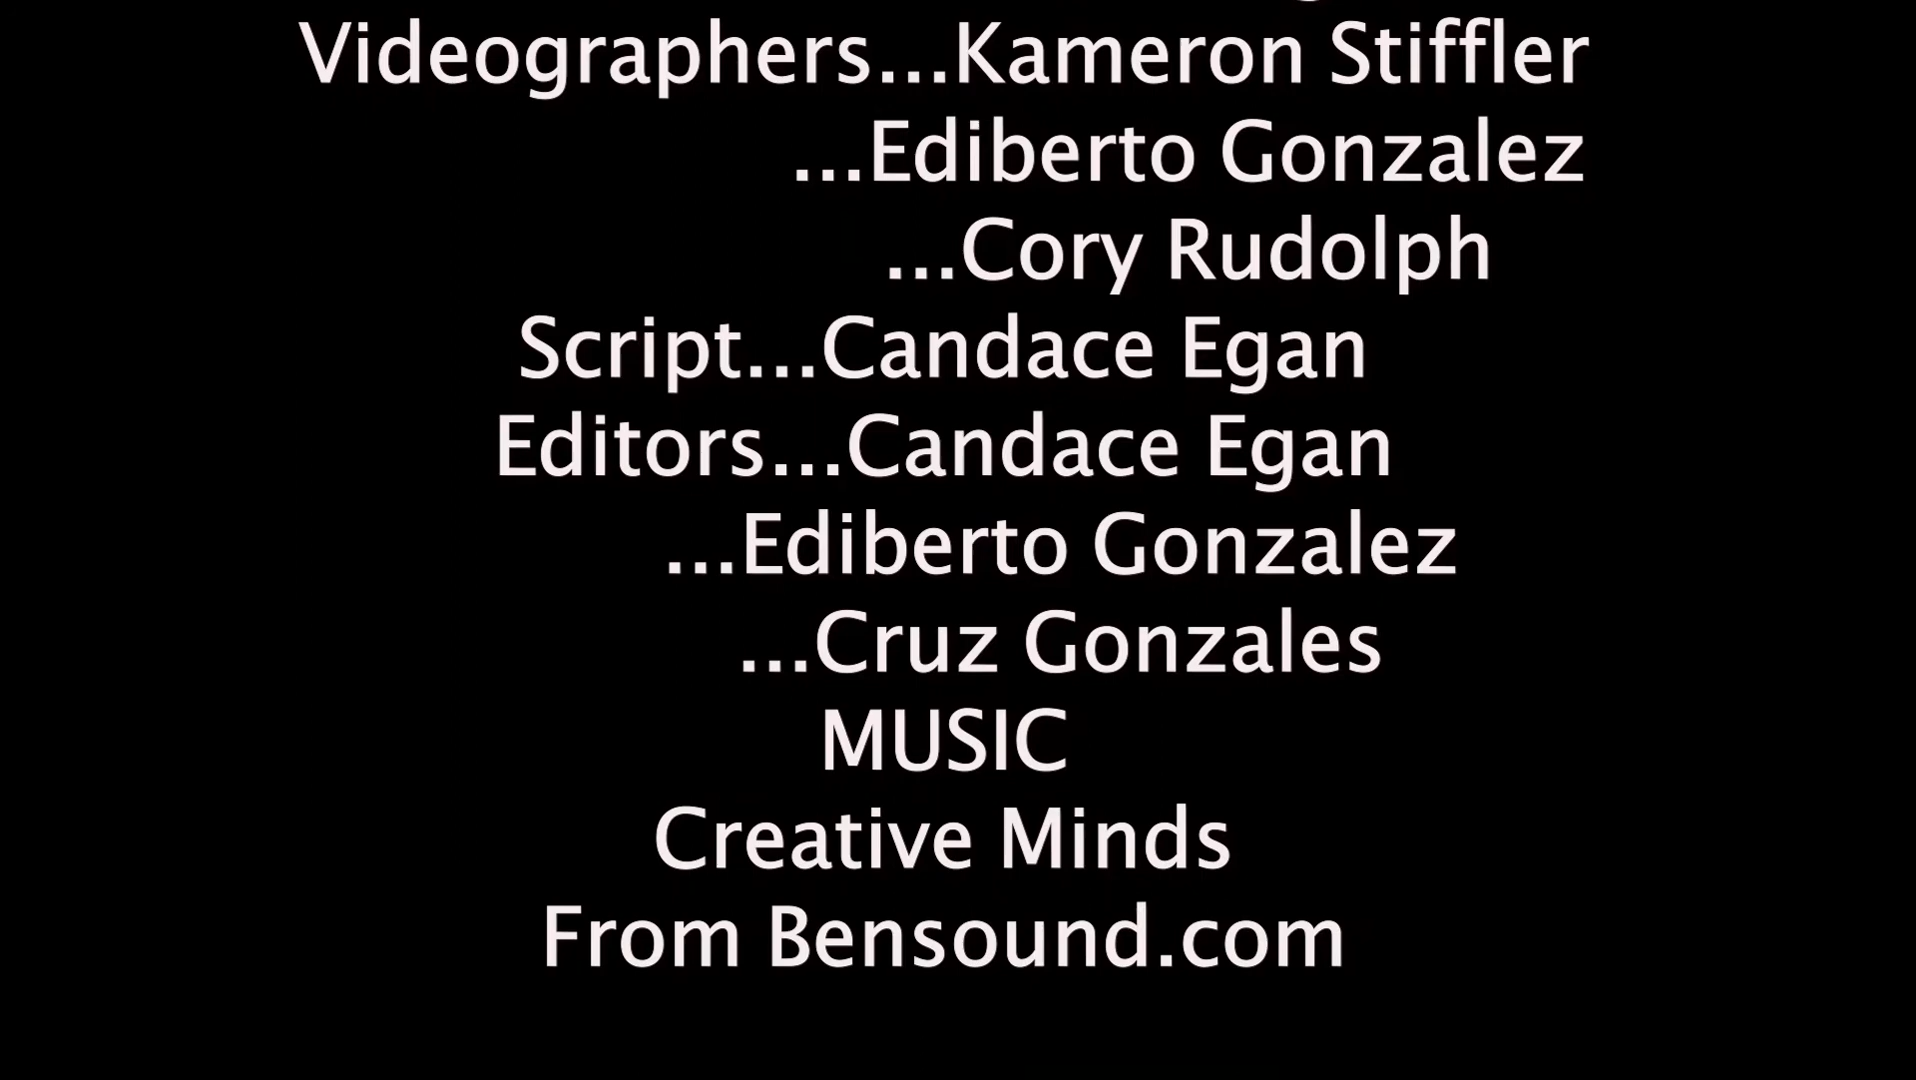 Videographers...Kameron Stiffler
...Ediberto Gonzalez
...Cory Rudolph
Script...Candace Egan
Editors...Candace Egan
...Ediberto Gonzalez
...Cruz Gonzales
MUSIC
Creative Minds
From Bensound.com